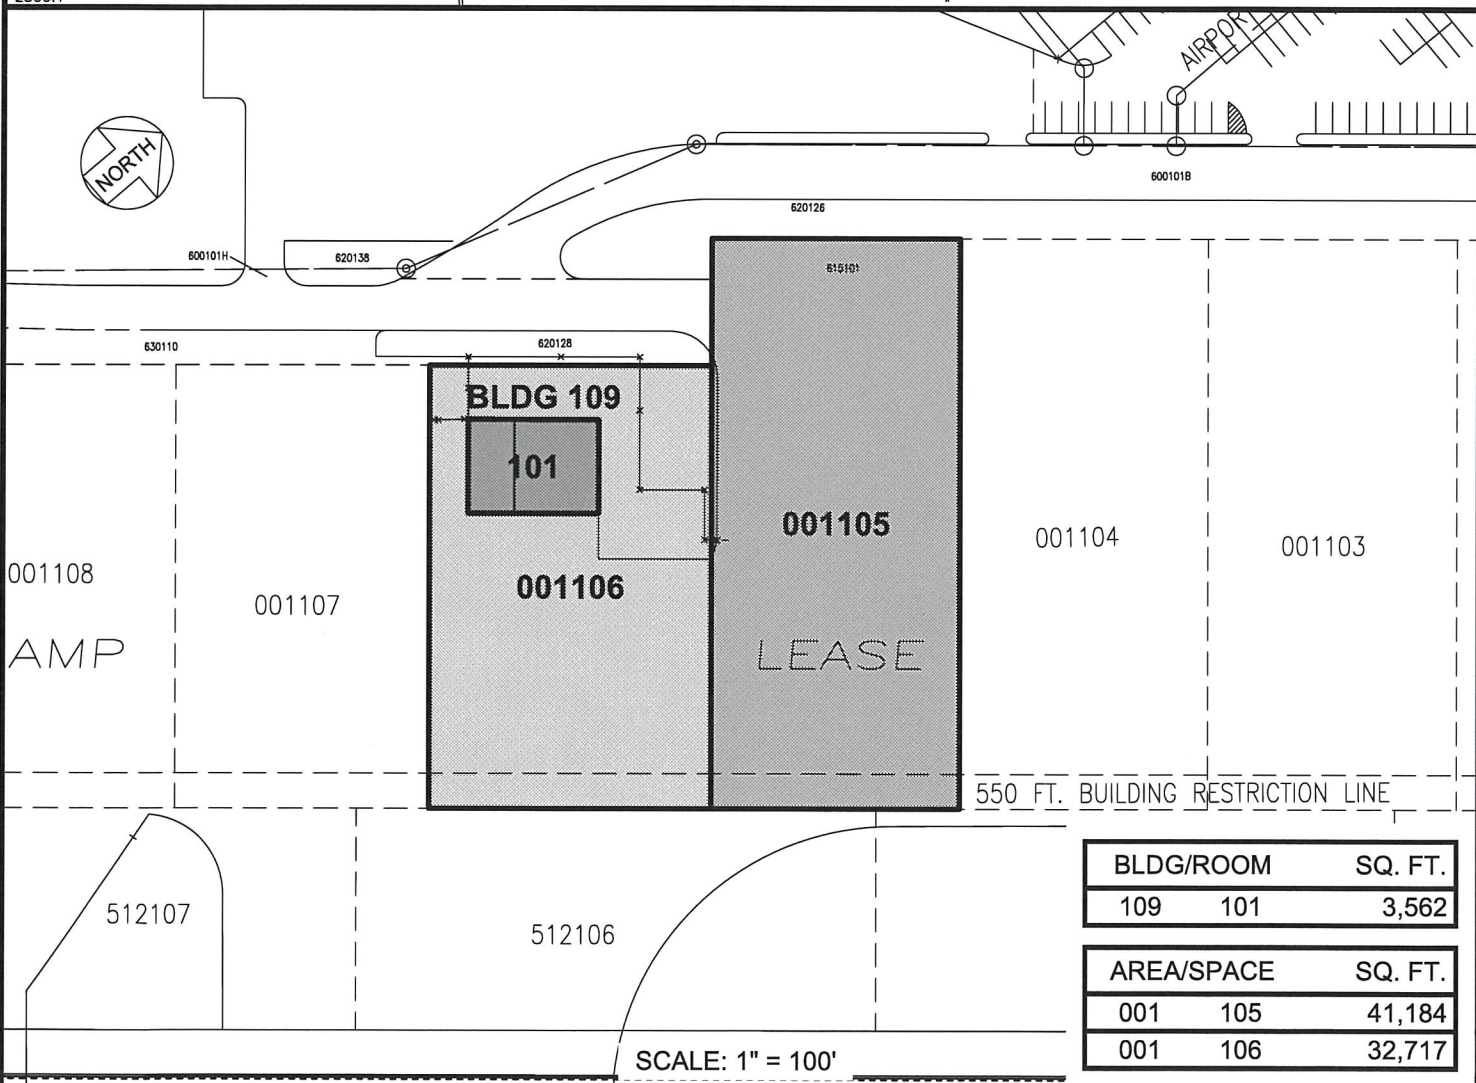 AIRPOR
NORTH
600101B
620126
600101H
620138
615101
630110
620128
BLDG 109
101
001105
001104
001103
001108
001107
001106
AMP
LEASE
550 FT. BUILDING RESTRICTION LINE
512107
512106
BLDG/ROOM SQ. FT.
109 101 3,562
AREA/SPACE SQ. FT.
001 105 41,184
001 106 32,717
SCALE: 1" = 100'